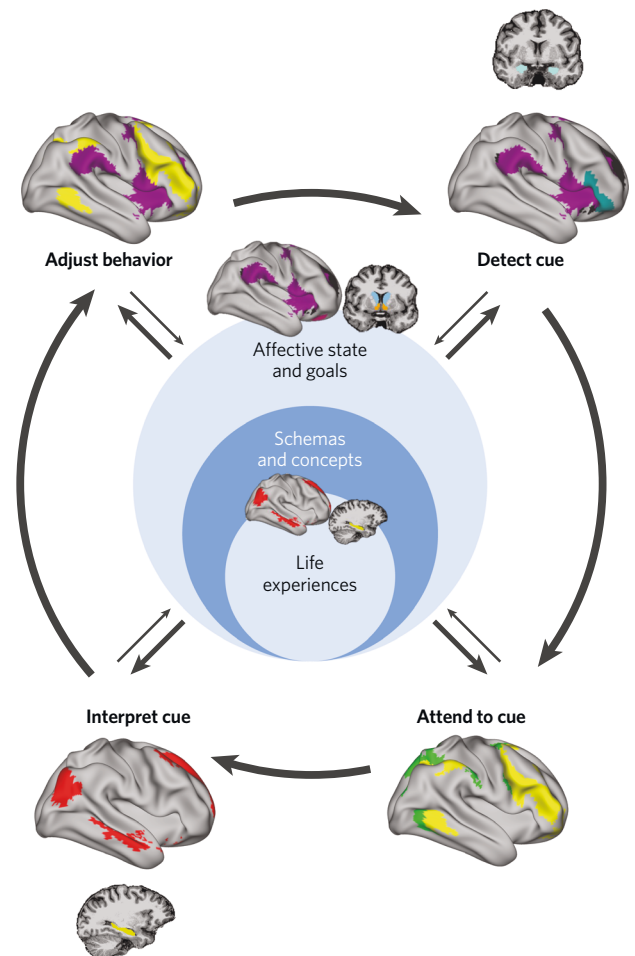 Adjust behavior
Detect cue
Affective state
and goals
Schemas
and concepts
Life
experiences
Interpret cue
Attend to cue